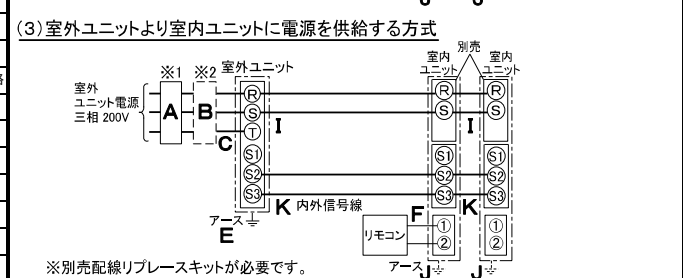 (3)室外ユニットより室内ユニットに電源を供給する方式
別売
※1 ※2 室外ユニット 室内ユニット 室内ユニット
室外
ユニット電源
三相 200V
A B C
R S T
S1 S2 S3
I
R S
S1 S2 S3
I
R S
S1 S2 S3
K 内外信号線
K
アース
E
リモコン
F
① ②
① ②
アース J
J
※別売配線リプレースキットが必要です。